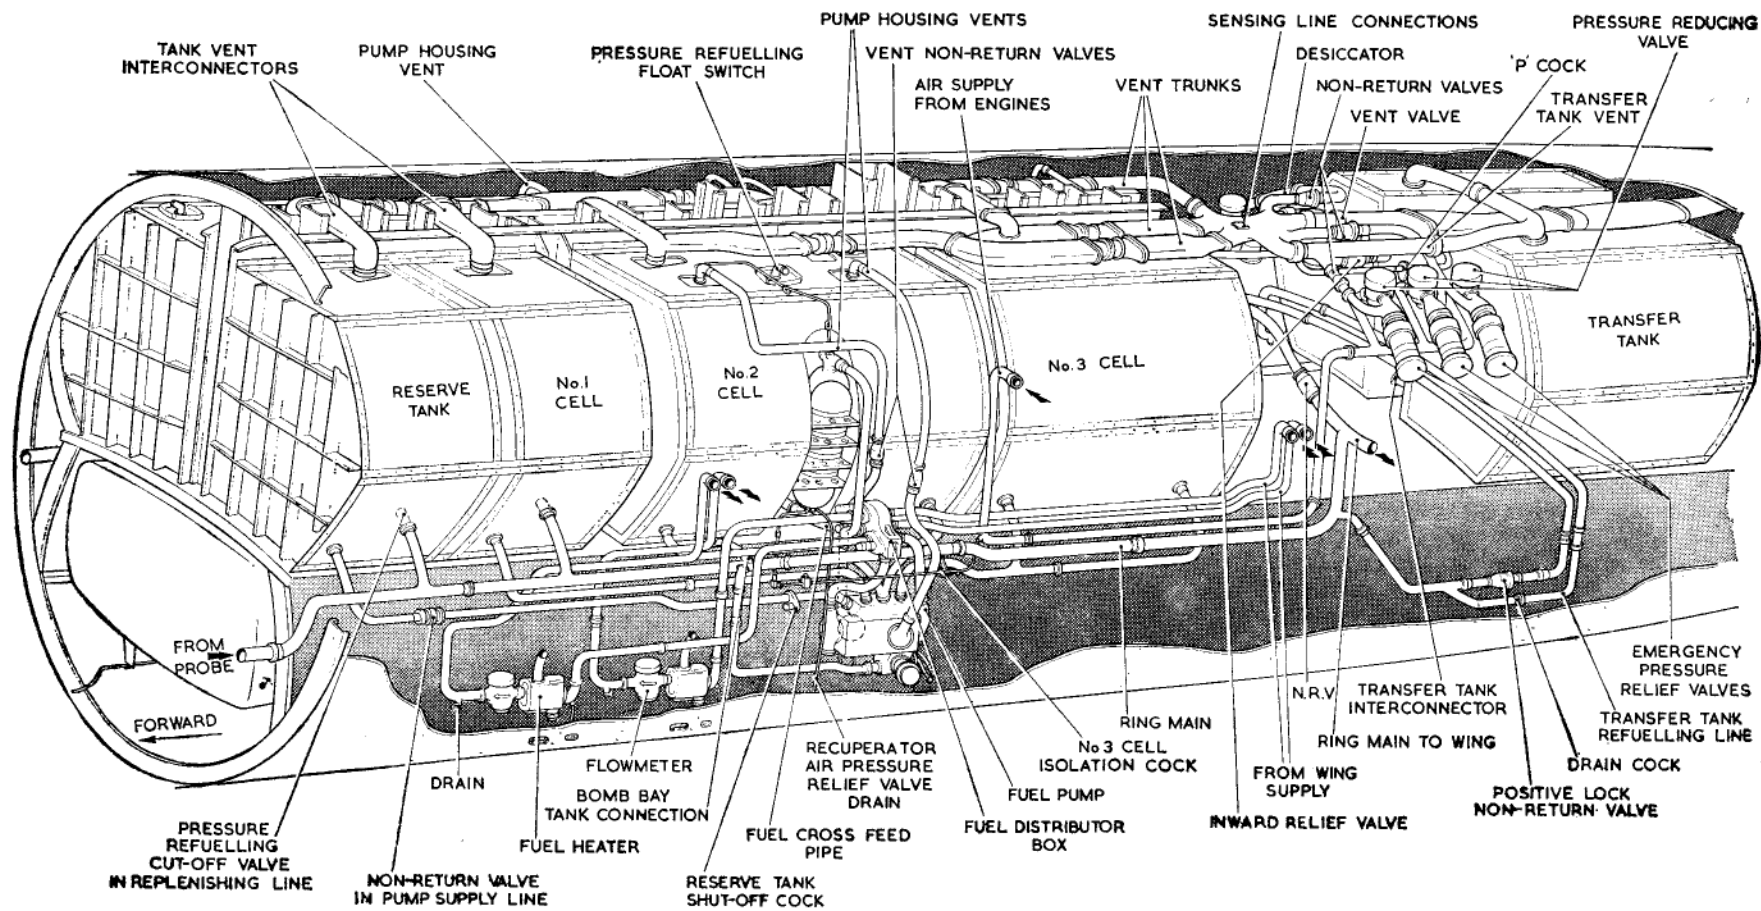 PUMP HOUSING VENTS
SENSING LINE CONNECTIONS
PRESSURE REDUCING
VALVE
TANK VENT
INTERCONNECTORS
PUMP HOUSING
VENT
PRESSURE REFUELLING
FLOAT SWITCH
VENT NON-RETURN VALVES
DESICCATOR
'P' COCK
AIR SUPPLY
FROM ENGINES
VENT TRUNKS
NON-RETURN VALVES
VENT VALVE
TRANSFER
TANK VENT
RESERVE
TANK
No.1
CELL
No.2
CELL
No.3 CELL
TRANSFER
TANK
FROM
PROBE
FORWARD
DRAIN
FLOWMETER
BOMB BAY
TANK CONNECTION
FUEL HEATER
RECUPERATOR
AIR PRESSURE
RELIEF VALVE
DRAIN
FUEL CROSS FEED
PIPE
RING MAIN
No 3 CELL
ISOLATION COCK
FUEL PUMP
FUEL DISTRIBUTOR
BOX
N.R.V.
TRANSFER TANK
INTERCONNECTOR
RING MAIN TO WING
FROM WING
SUPPLY
INWARD RELIEF VALVE
EMERGENCY
PRESSURE
RELIEF VALVES
TRANSFER TANK
REFUELLING LINE
DRAIN COCK
POSITIVE LOCK
NON-RETURN VALVE
PRESSURE
REFUELLING
CUT-OFF VALVE
IN REPLENISHING LINE
NON-RETURN VALVE
IN PUMP SUPPLY LINE
RESERVE TANK
SHUT-OFF COCK